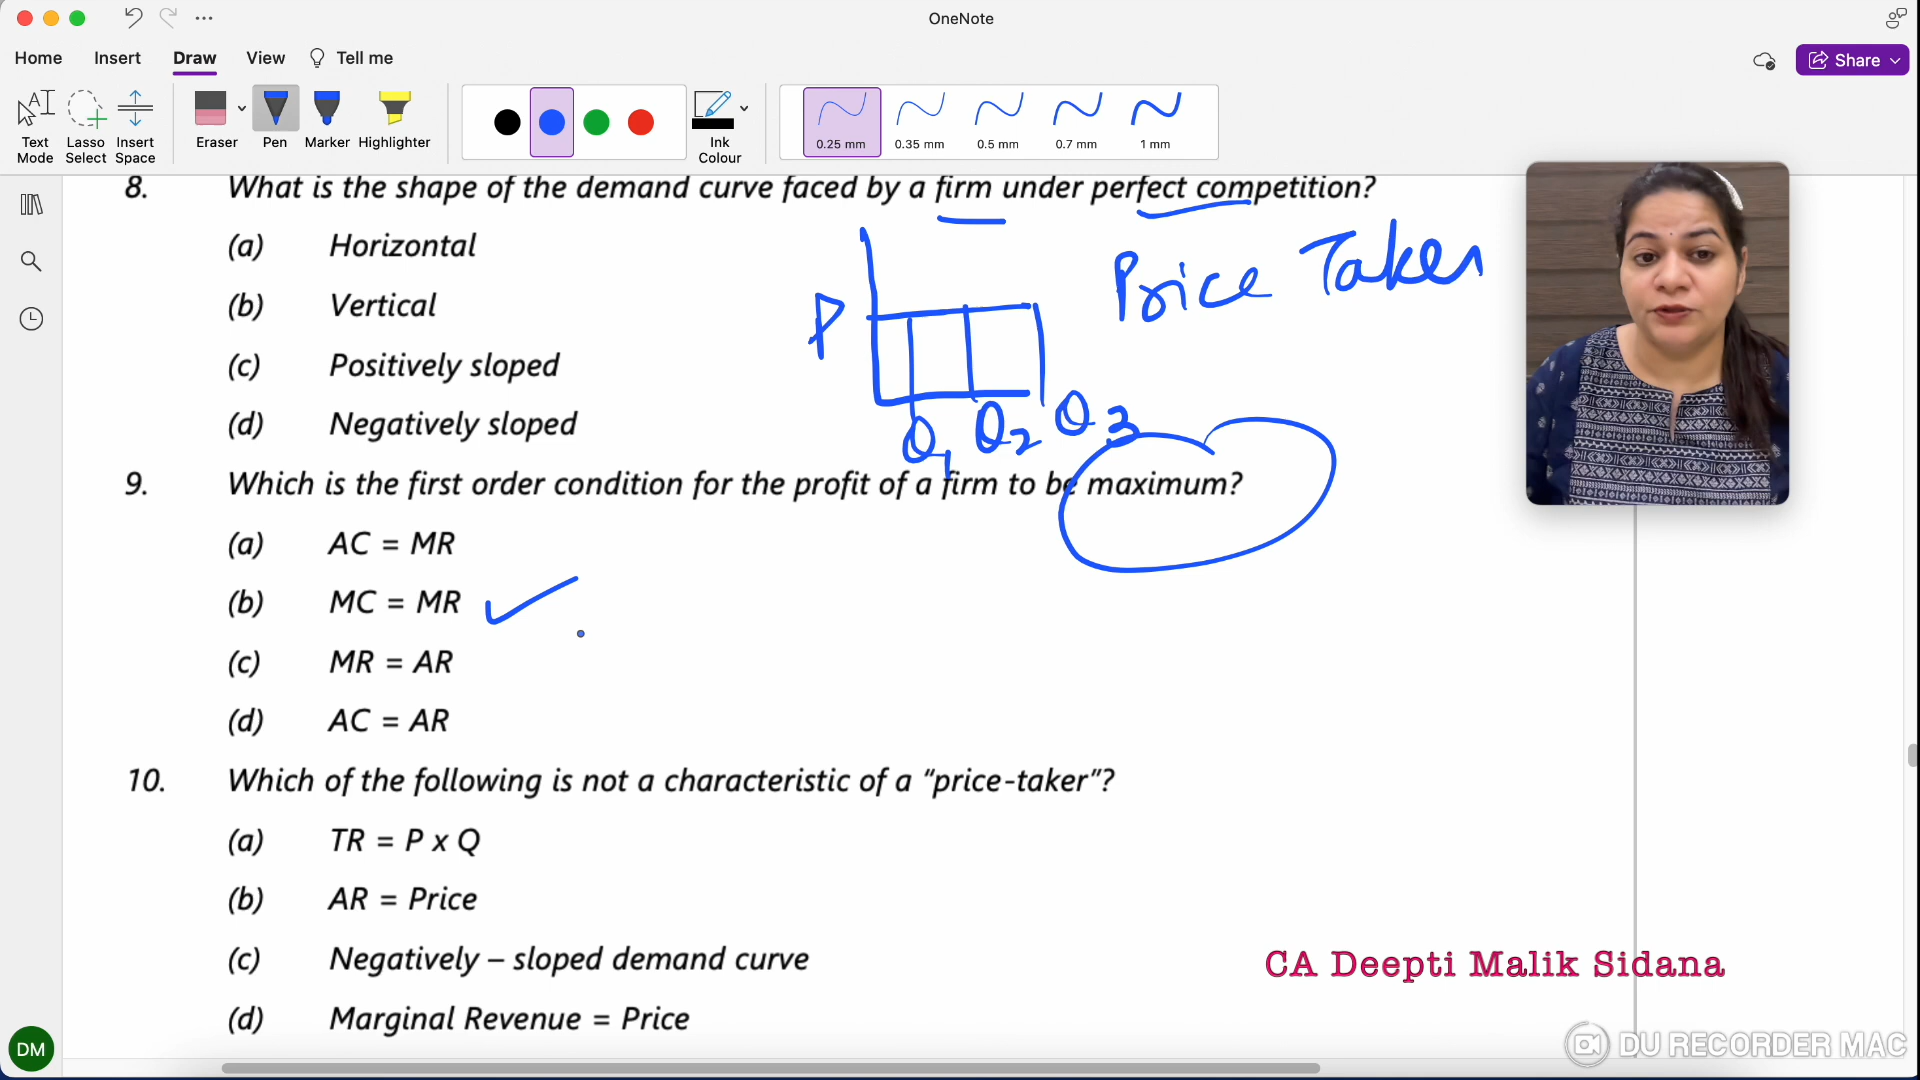 OneNote
Home Insert Draw View Tell me Share
Text Mode Lasso Select Insert Space Eraser Pen Marker Highlighter Ink Colour 0.25 mm 0.35 mm 0.5 mm 0.7 mm 1 mm
8. What is the shape of the demand curve faced by a firm under perfect competition?
(a) Horizontal
Price Taker
(b) Vertical
P
(c) Positively sloped
(d) Negatively sloped
Q1 Q2 Q3
9. Which is the first order condition for the profit of a firm to be maximum?
(a) AC = MR
(b) MC = MR
(c) MR = AR
(d) AC = AR
10. Which of the following is not a characteristic of a “price-taker”?
(a) TR = P x Q
(b) AR = Price
(c) Negatively – sloped demand curve
CA Deepti Malik Sidana
(d) Marginal Revenue = Price
DM
DU RECORDER MAC